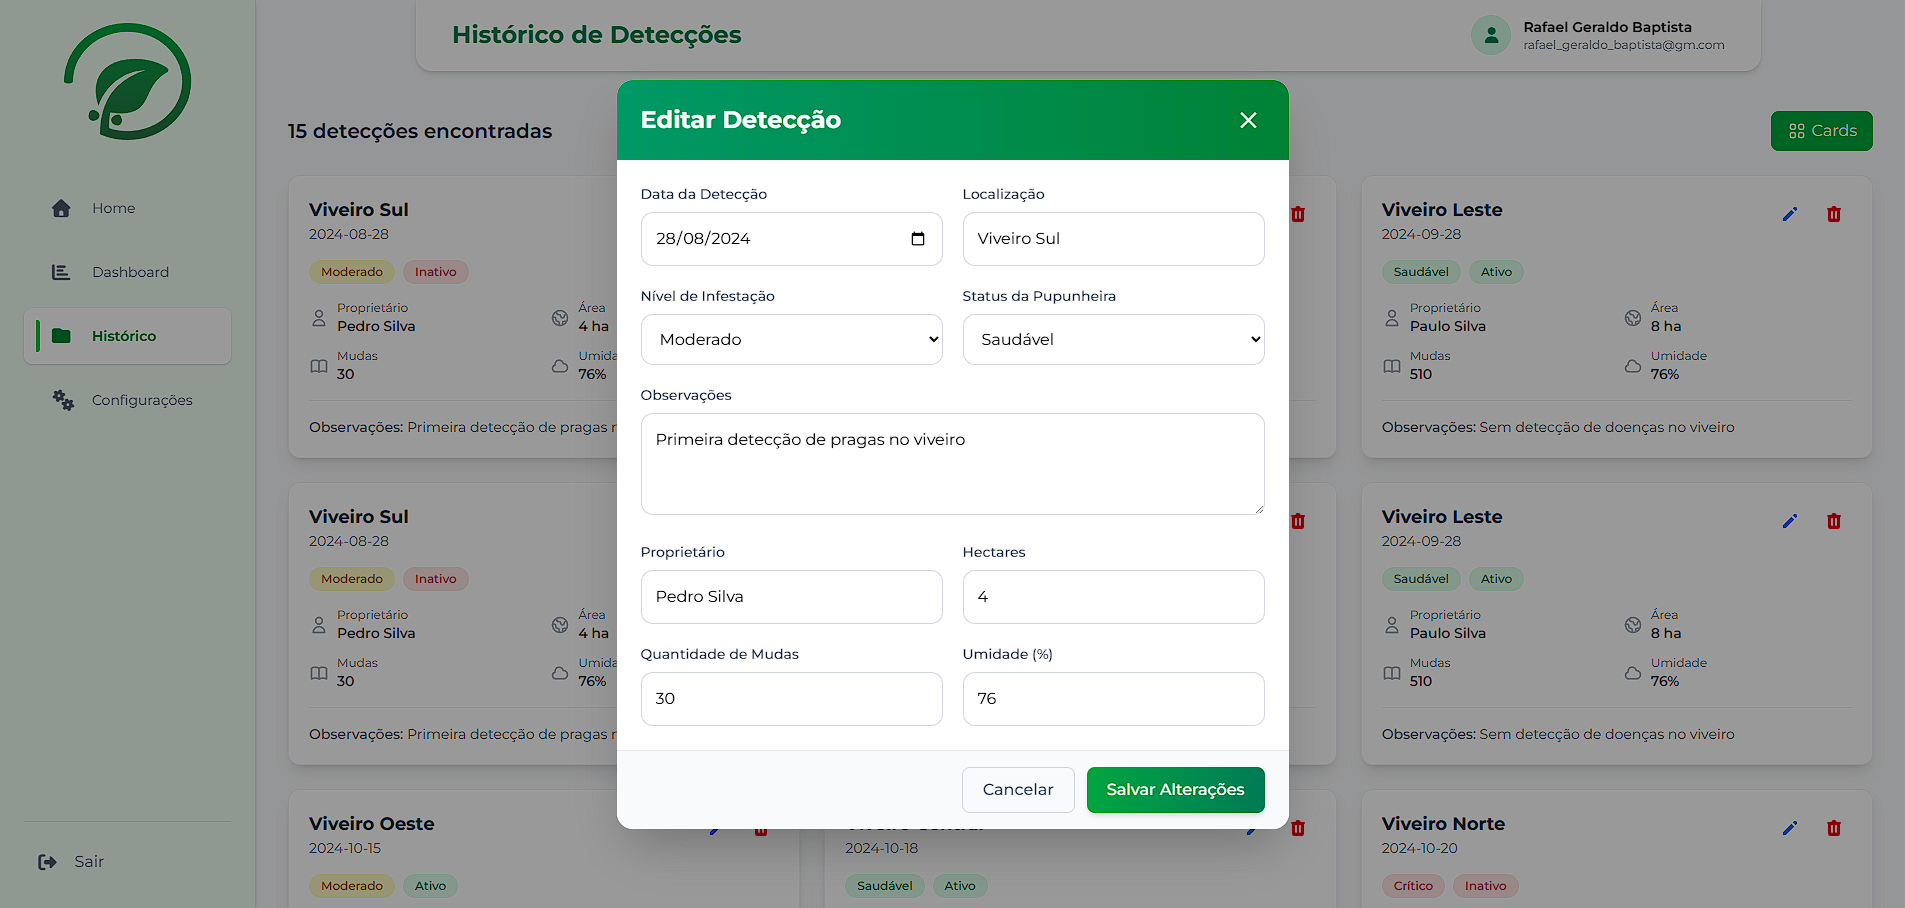 Histórico de Detecções
Rafael Geraldo Baptista
rafael_geraldo_baptista@gm.com
Home
Dashboard
Histórico
Configurações
Sair
15 detecções encontradas
Cards
Viveiro Sul
2024-08-28
Moderado Inativo
Proprietário
Pedro Silva
Área
4 ha
Mudas
30
76%
Observações: Primeira detecção de pragas
Viveiro Leste
2024-09-28
Saudável Ativo
Proprietário
Paulo Silva
Área
8 ha
Mudas
510
Umidade
76%
Observações: Sem detecção de doenças no viveiro
Viveiro Sul
2024-08-28
Moderado Inativo
Proprietário
Pedro Silva
Área
4 ha
Mudas
30
76%
Observações: Primeira detecção de pragas
Viveiro Leste
2024-09-28
Saudável Ativo
Proprietário
Paulo Silva
Área
8 ha
Mudas
510
Umidade
76%
Observações: Sem detecção de doenças no viveiro
Viveiro Oeste
2024-10-15
Moderado Ativo
2024-10-18
Saudável Ativo
Viveiro Norte
2024-10-20
Crítico Inativo
Editar Detecção
Data da Detecção
28/08/2024
Localização
Viveiro Sul
Nível de Infestação
Moderado
Status da Pupunheira
Saudável
Observações
Primeira detecção de pragas no viveiro
Proprietário
Pedro Silva
Hectares
4
Quantidade de Mudas
30
Umidade (%)
76
Cancelar
Salvar Alterações